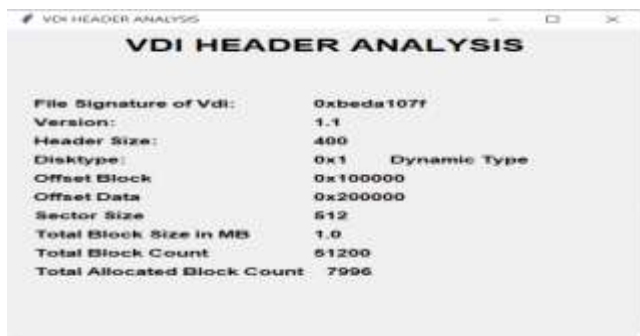 VDI HEADER ANALYSIS
VDI HEADER ANALYSIS
File Signature of Vdi: 0xbeda107f
Version: 1.1
Header Size: 400
Disktype: 0x1 Dynamic Type
Offset Block 0x100000
Offset Data 0x200000
Sector Size 512
Total Block Size in MB 1.0
Total Block Count 51200
Total Allocated Block Count 7996